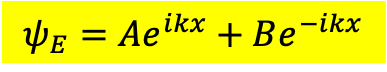 ψ_E = Ae^{ikx} + Be^{-ikx}